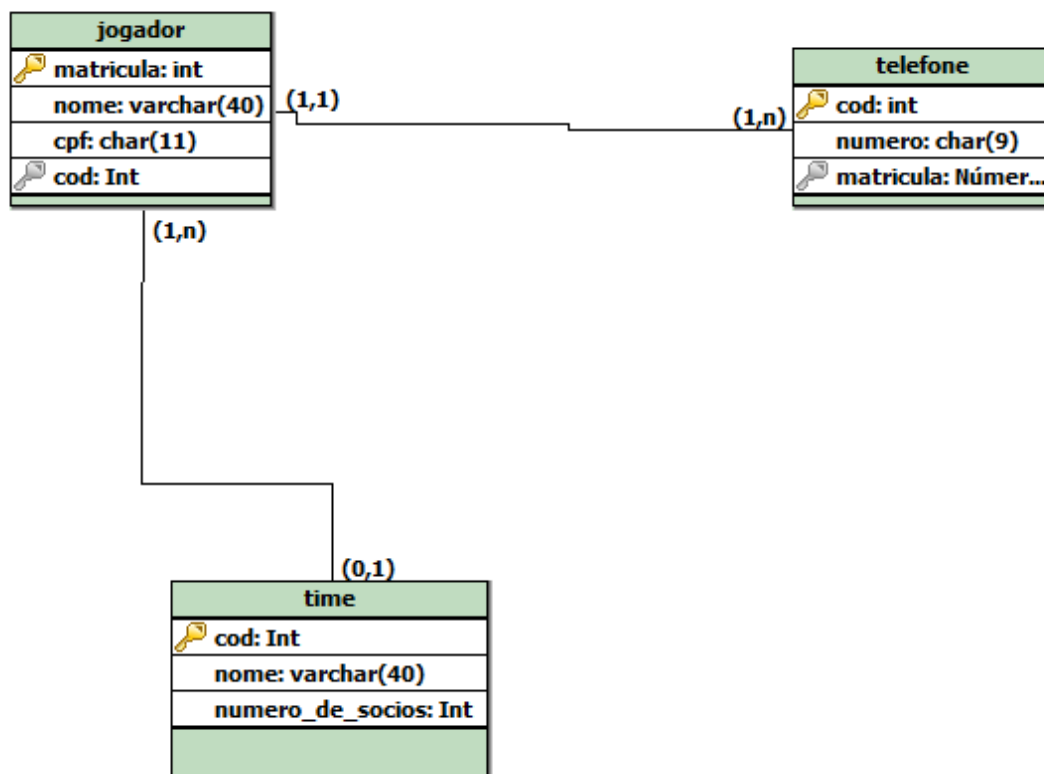 jogador
matricula: int
nome: varchar(40)
cpf: char(11)
cod: Int
(1,1)
(1,n)
telefone
cod: int
numero: char(9)
matricula: Númer...
(1,n)
(0,1)
time
cod: Int
nome: varchar(40)
numero_de_socios: Int